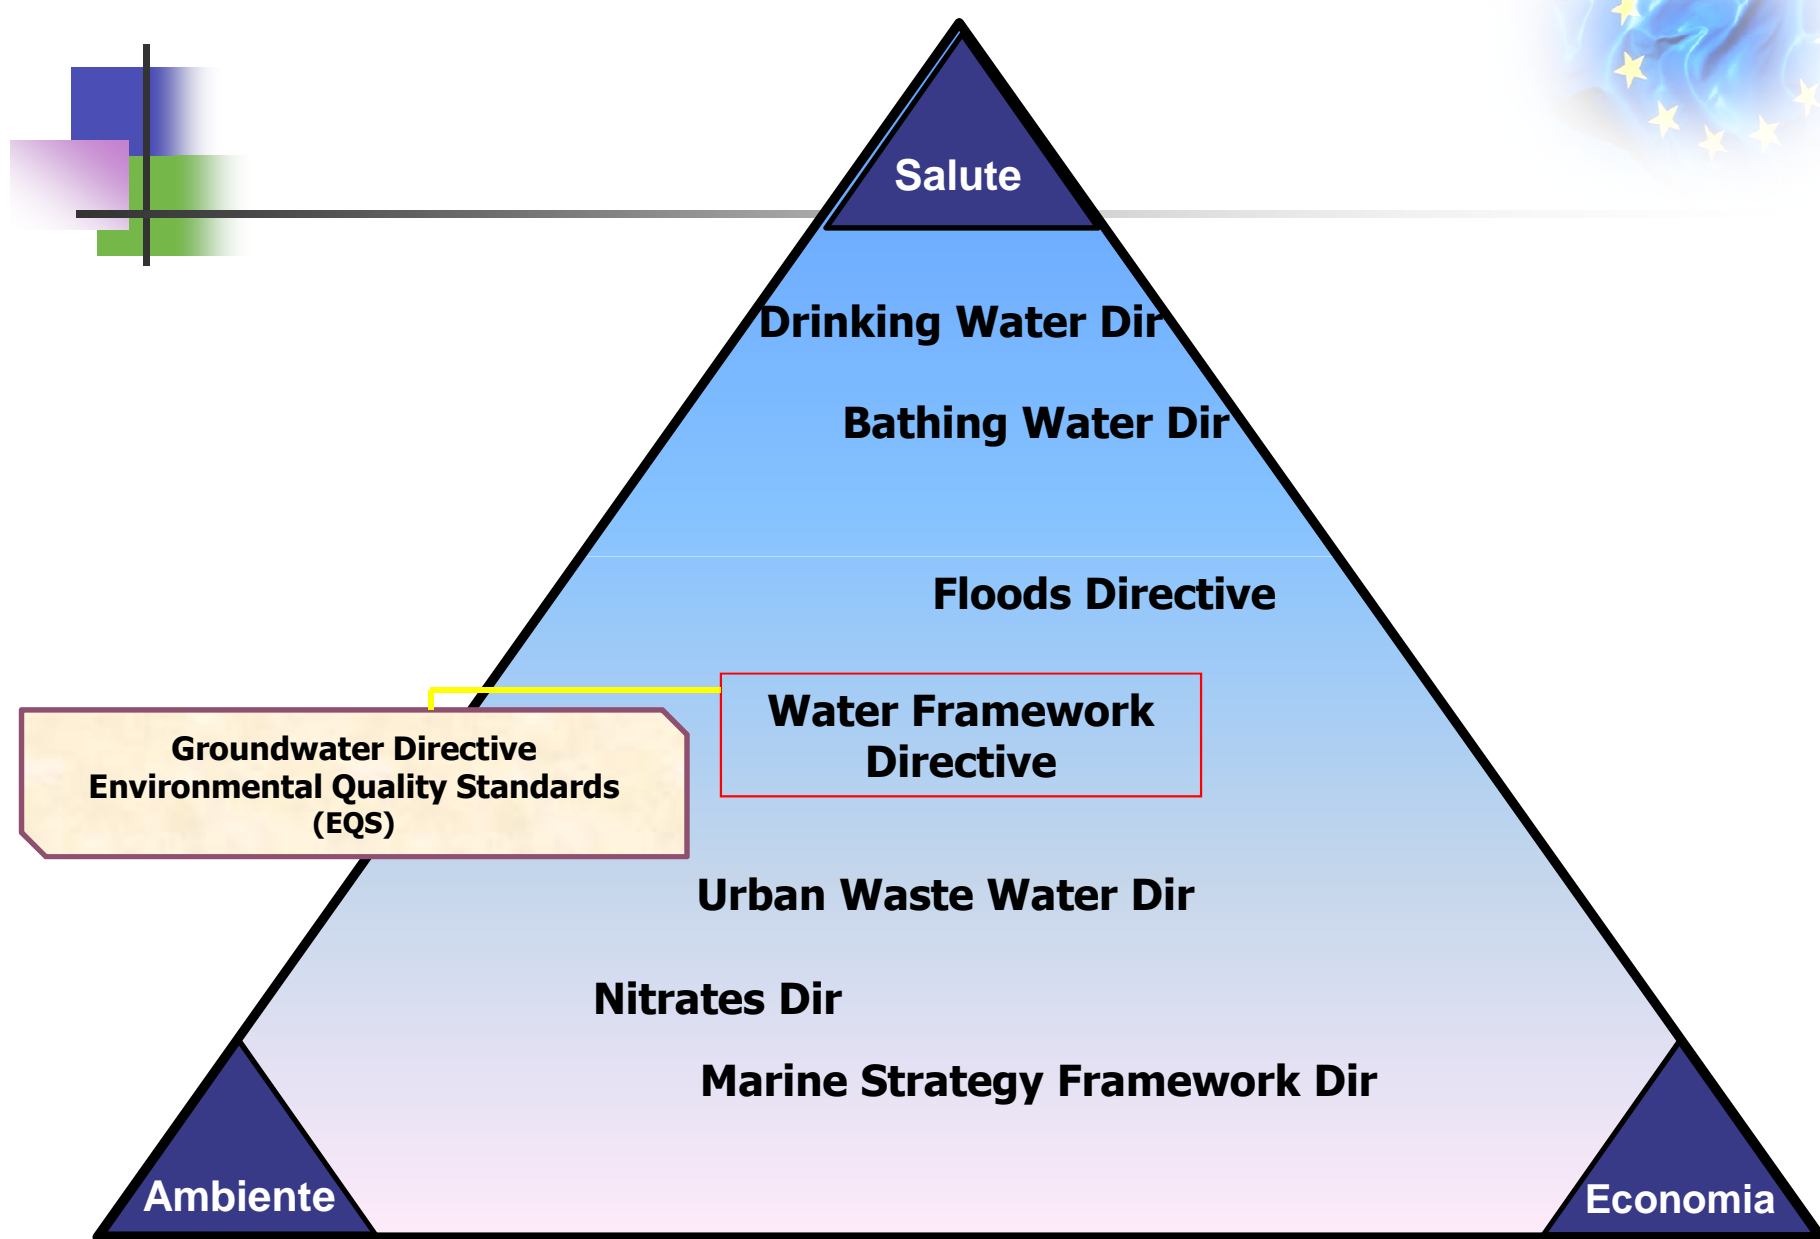 Salute
Drinking Water Dir
Bathing Water Dir
Floods Directive
Water Framework
Directive
Groundwater Directive
Environmental Quality Standards
(EQS)
Urban Waste Water Dir
Nitrates Dir
Marine Strategy Framework Dir
Ambiente
Economia